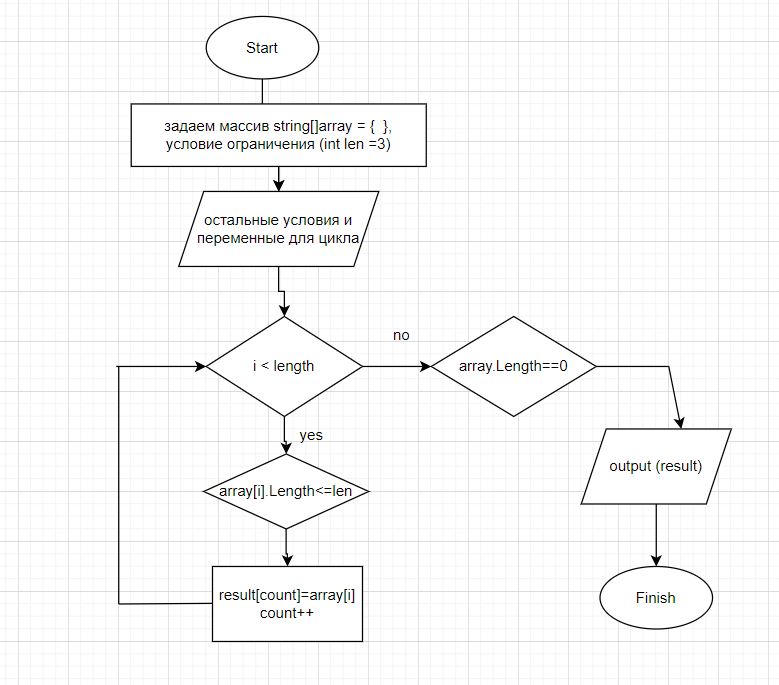 Start
задаем массив string[]array = {  },
условие ограничения (int len =3)
остальные условия и
переменные для цикла
i < length
no
array.Length==0
yes
array[i].Length<=len
output (result)
result[count]=array[i]
count++
Finish